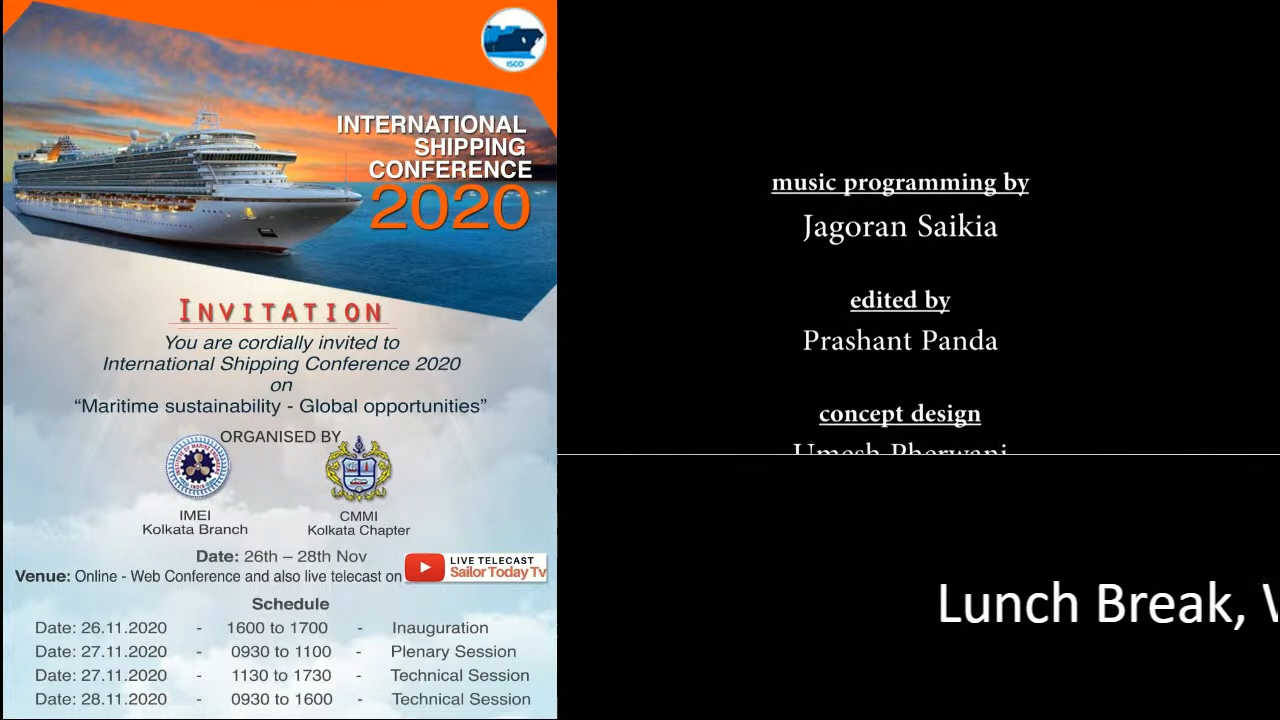 ISCO
INTERNATIONAL
SHIPPING
CONFERENCE
2020
INVITATION
You are cordially invited to
International Shipping Conference 2020
on
“Maritime sustainability - Global opportunities”
ORGANISED BY
IMEI
Kolkata Branch
CMMI
Kolkata Chapter
Date: 26th – 28th Nov
Venue: Online - Web Conference and also live telecast on
LIVE TELECAST
Sailor Today Tv
Schedule
Date: 26.11.2020 - 1600 to 1700 - Inauguration
Date: 27.11.2020 - 0930 to 1100 - Plenary Session
Date: 27.11.2020 - 1130 to 1730 - Technical Session
Date: 28.11.2020 - 0930 to 1600 - Technical Session
music programming by
Jagoran Saikia
edited by
Prashant Panda
concept design
Umesh Pherwani
Lunch Break,